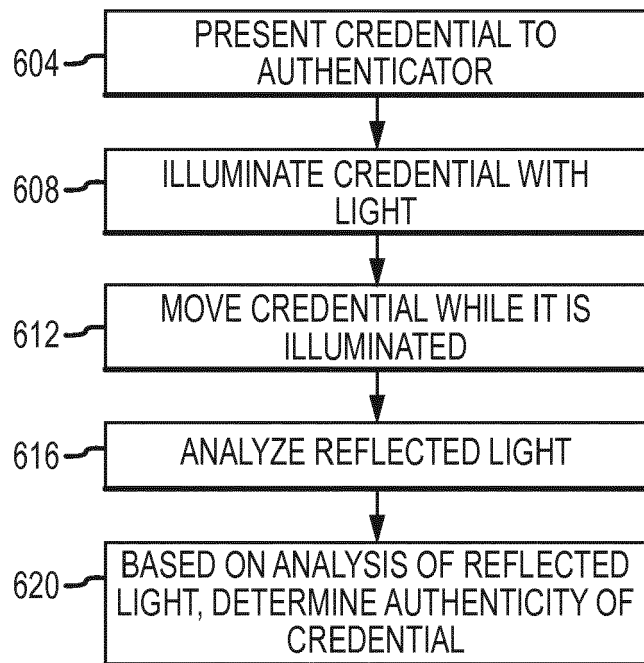 604
PRESENT CREDENTIAL TO
AUTHENTICATOR
608
ILLUMINATE CREDENTIAL WITH
LIGHT
612
MOVE CREDENTIAL WHILE IT IS
ILLUMINATED
616
ANALYZE REFLECTED LIGHT
620
BASED ON ANALYSIS OF REFLECTED
LIGHT, DETERMINE AUTHENTICITY OF
CREDENTIAL